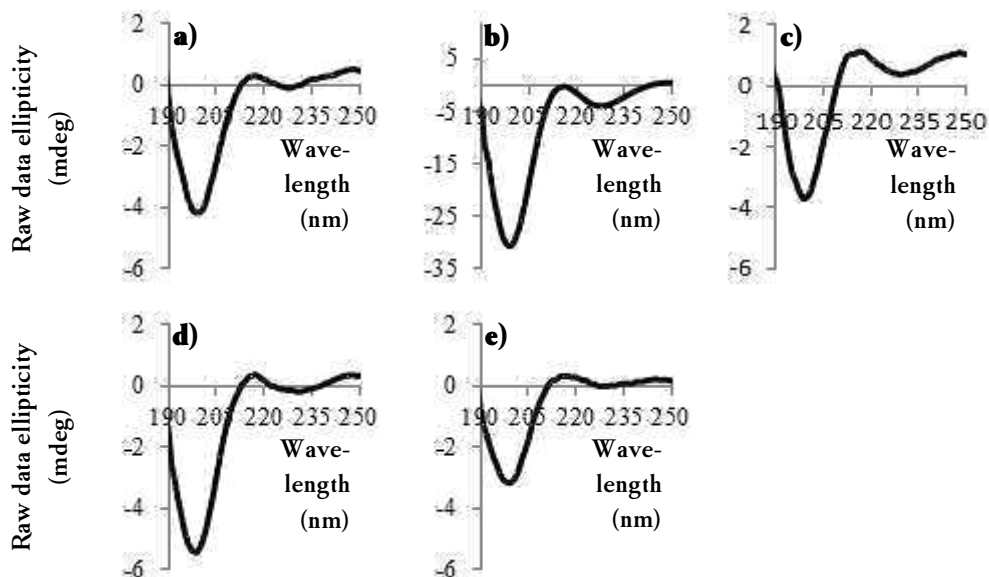 Raw data ellipticity
(mdeg)
a)
2
0
-2
-4
-6
190 205 220 235 250
Wave-
length
(nm)
b)
5
-5
-15
-25
-35
190 205 220 235 250
Wave-
length
(nm)
c)
2
0
-2
-4
-6
190 205 220 235 250
Wave-
length
(nm)
Raw data ellipticity
(mdeg)
d)
2
0
-2
-4
-6
190 205 220 235 250
Wave-
length
(nm)
e)
2
0
-2
-4
-6
190 205 220 235 250
Wave-
length
(nm)